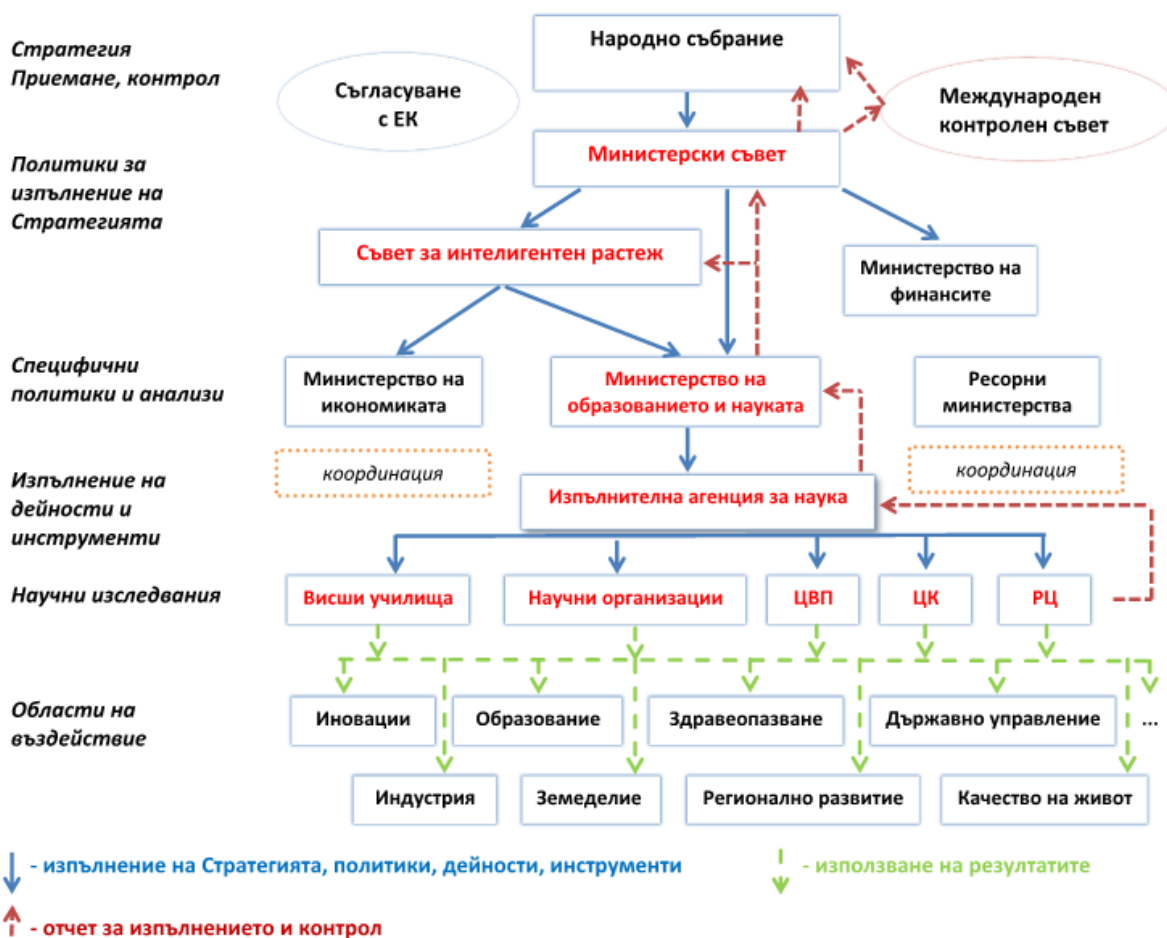 Стратегия
Приемане, контрол
Народно събрание
Съгласуване
с ЕК
Международен
контролен съвет
Политики за
изпълнение на
Стратегията
Министерски съвет
Съвет за интелигентен растеж
Министерство на
финансите
Специфични
политики и анализи
Министерство на
икономиката
Министерство на
образованието и науката
Ресорни
министерства
координация
координация
Изпълнение на
дейности и
инструменти
Изпълнителна агенция за наука
Научни изследвания
Висши училища
Научни организации
ЦВП
ЦК
РЦ
Области на
въздействие
Иновации
Образование
Здравеопазване
Държавно управление
...
Индустрия
Земеделие
Регионално развитие
Качество на живот
- изпълнение на Стратегията, политики, дейности, инструменти
- използване на резултатите
- отчет за изпълнението и контрол